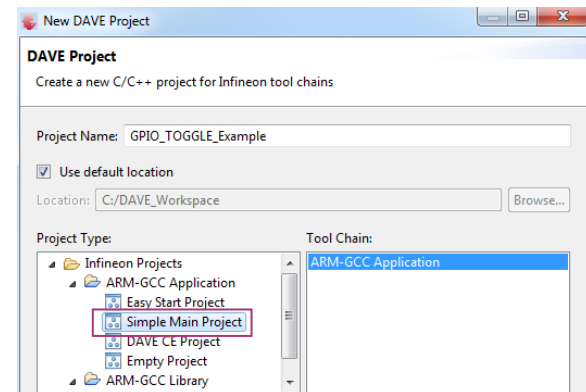 New DAVE Project
DAVE Project
Create a new C/C++ project for Infineon tool chains
Project Name: GPIO_TOGGLE_Example
Use default location
Location: C:/DAVE_Workspace Browse...
Project Type: Tool Chain:
Infineon Projects ARM-GCC Application
ARM-GCC Application
Easy Start Project
Simple Main Project
DAVE CE Project
Empty Project
ARM-GCC Library